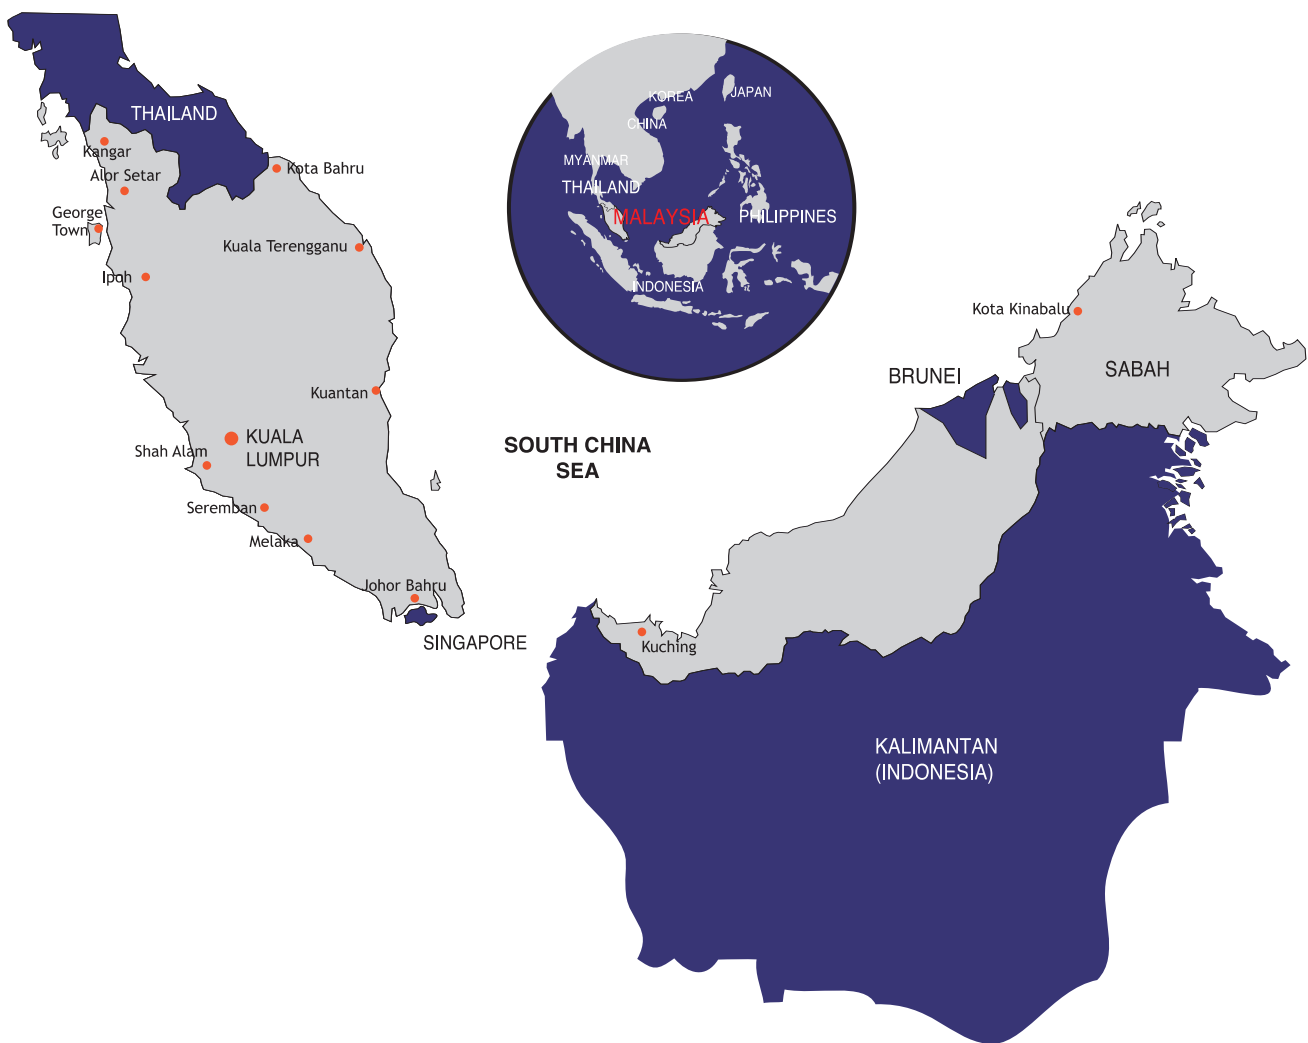 THAILAND
Kangar
Alor Setar
George
Town
Ipoh
Kota Bahru
Kuala Terengganu
Kuantan
KUALA
LUMPUR
Shah Alam
Seremban
Melaka
Johor Bahru
SINGAPORE
KOREA
JAPAN
CHINA
MYANMAR
THAILAND
MALAYSIA
PHILIPPINES
INDONESIA
SOUTH CHINA
SEA
Kota Kinabalu
SABAH
BRUNEI
Kuching
KALIMANTAN
(INDONESIA)